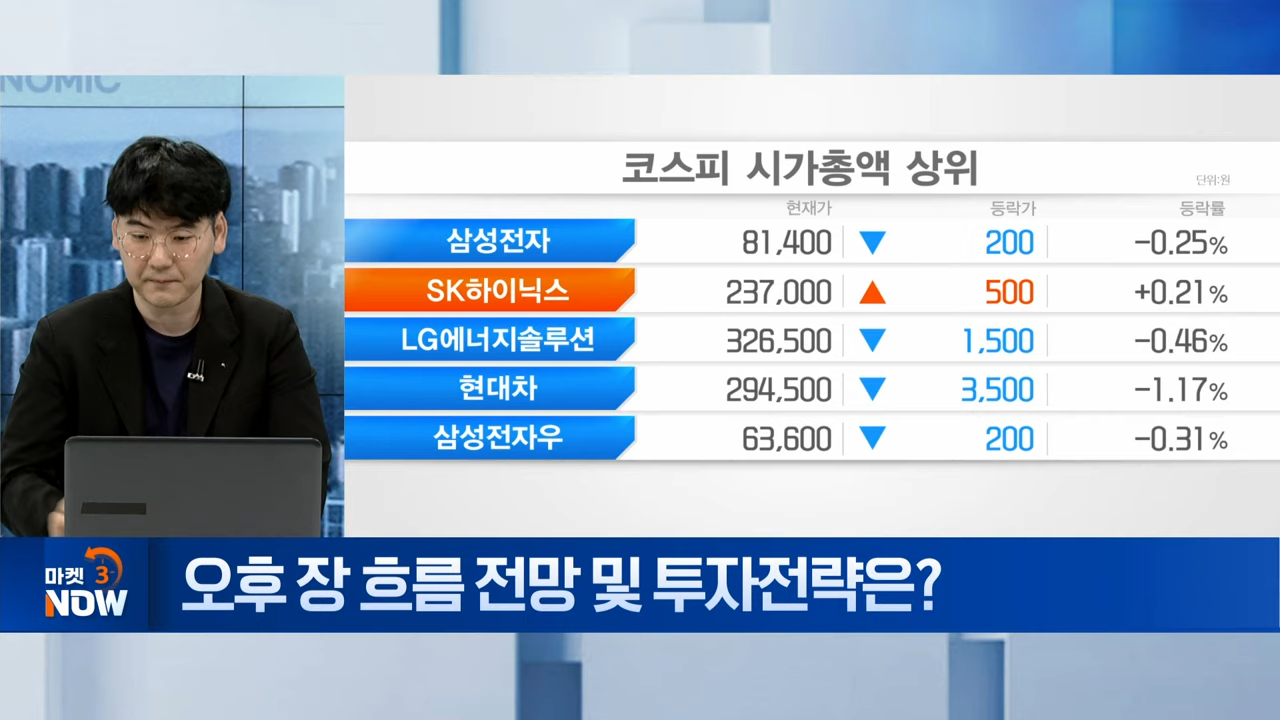 NOMIC
코스피 시가총액 상위
단위:원
현재가 등락가 등락률
삼성전자 81,400 ▼ 200 -0.25%
SK하이닉스 237,000 ▲ 500 +0.21%
LG에너지솔루션 326,500 ▼ 1,500 -0.46%
현대차 294,500 ▼ 3,500 -1.17%
삼성전자우 63,600 ▼ 200 -0.31%
마켓 3
NOW
오후 장 흐름 전망 및 투자전략은?